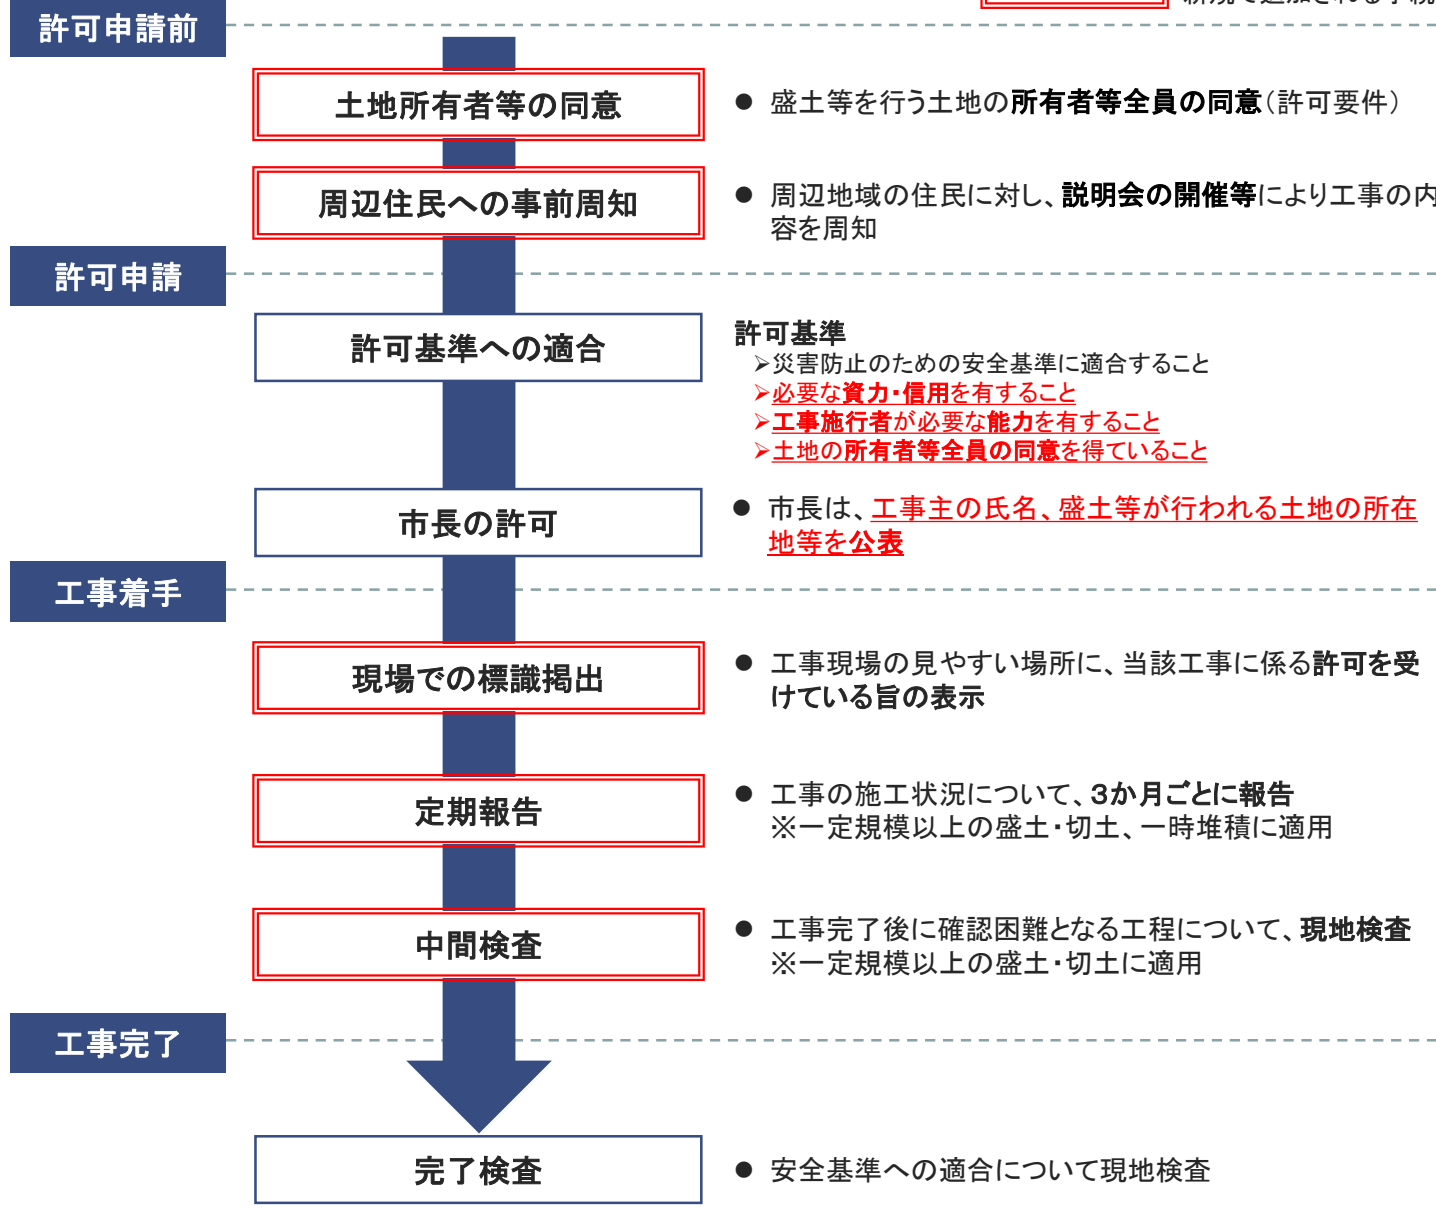 許可申請前
土地所有者等の同意
● 盛土等を行う土地の所有者等全員の同意（許可要件）
周辺住民への事前周知
● 周辺地域の住民に対し、説明会の開催等により工事の内
容を周知
許可申請
許可基準への適合
許可基準
➢災害防止のための安全基準に適合すること
➢必要な資力・信用を有すること
➢工事施行者が必要な能力を有すること
➢土地の所有者等全員の同意を得ていること
市長の許可
● 市長は、工事主の氏名、盛土等が行われる土地の所在
地等を公表
工事着手
現場での標識掲出
● 工事現場の見やすい場所に、当該工事に係る許可を受
けている旨の表示
定期報告
● 工事の施工状況について、３か月ごとに報告
※一定規模以上の盛土・切土、一時堆積に適用
中間検査
● 工事完了後に確認困難となる工程について、現地検査
※一定規模以上の盛土・切土に適用
工事完了
完了検査
● 安全基準への適合について現地検査